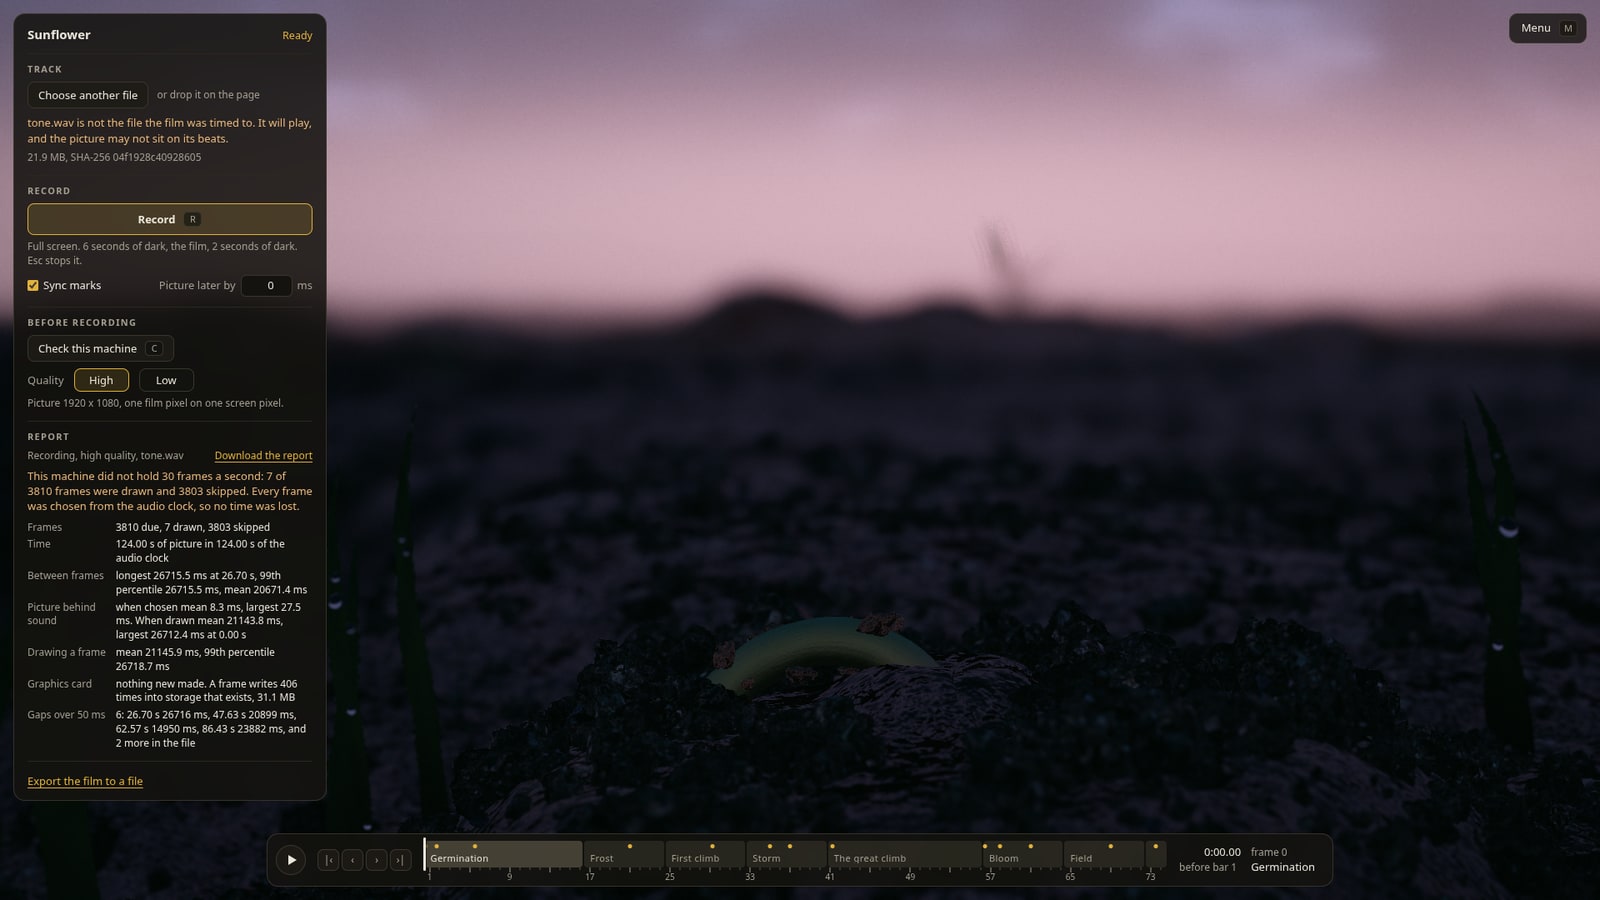 Sunflower
Ready
Menu M
TRACK
Choose another file or drop it on the page
tone.wav is not the file the film was timed to. It will play,
and the picture may not sit on its beats.
21.9 MB, SHA-256 04f1928c40928605
RECORD
Record R
Full screen. 6 seconds of dark, the film, 2 seconds of dark.
Esc stops it.
Sync marks Picture later by 0 ms
BEFORE RECORDING
Check this machine C
Quality High Low
Picture 1920 x 1080, one film pixel on one screen pixel.
REPORT
Recording, high quality, tone.wav Download the report
This machine did not hold 30 frames a second: 7 of
3810 frames were drawn and 3803 skipped. Every frame
was chosen from the audio clock, so no time was lost.
Frames 3810 due, 7 drawn, 3803 skipped
Time 124.00 s of picture in 124.00 s of the
audio clock
Between frames longest 26715.5 ms at 26.70 s, 99th
percentile 26715.5 ms, mean 20671.4 ms
Picture behind when chosen mean 8.3 ms, largest 27.5
sound ms. When drawn mean 21143.8 ms,
largest 26712.4 ms at 0.00 s
Drawing a frame mean 21145.9 ms, 99th percentile
26718.7 ms
Graphics card nothing new made. A frame writes 406
times into storage that exists, 31.1 MB
Gaps over 50 ms 6: 26.70 s 26716 ms, 47.63 s 20899 ms,
62.57 s 14950 ms, 86.43 s 23882 ms, and
2 more in the file
Export the film to a file
Germination Frost First climb Storm The great climb Bloom Field
1 9 17 25 33 41 49 57 65 73
0:00.00 frame 0
before bar 1 Germination